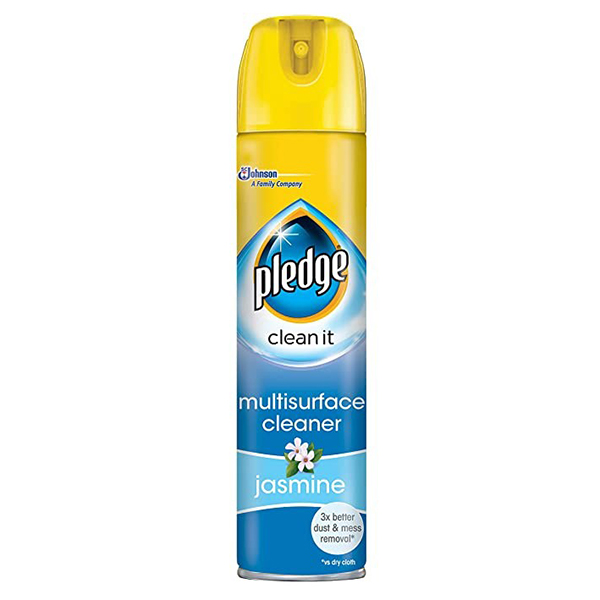 SC Johnson
A Family Company
pledge
clean it
multisurface
cleaner
jasmine
3x better
dust & mess
removal*
*vs dry cloth